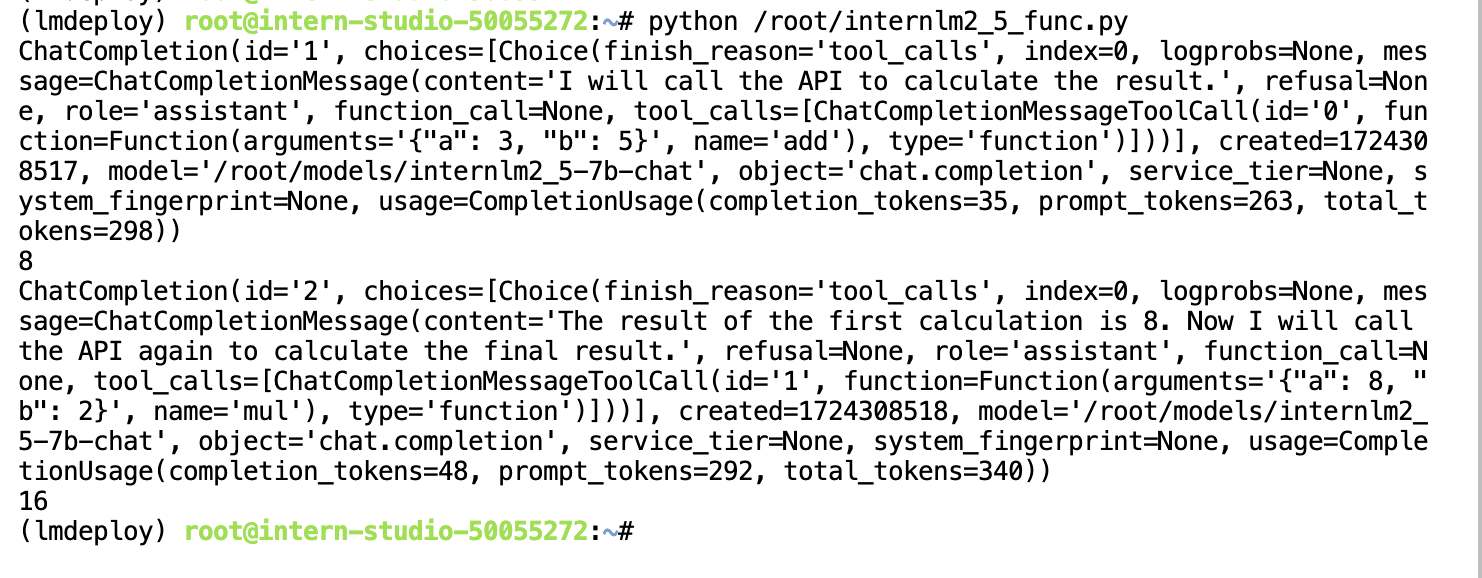 (lmdeploy) root@intern-studio-50055272:~# python /root/internlm2_5_func.py
ChatCompletion(id='1', choices=[Choice(finish_reason='tool_calls', index=0, logprobs=None, mes
sage=ChatCompletionMessage(content='I will call the API to calculate the result.', refusal=Non
e, role='assistant', function_call=None, tool_calls=[ChatCompletionMessageToolCall(id='0', fun
ction=Function(arguments='{"a": 3, "b": 5}', name='add'), type='function')]))], created=172430
8517, model='/root/models/internlm2_5-7b-chat', object='chat.completion', service_tier=None, s
ystem_fingerprint=None, usage=CompletionUsage(completion_tokens=35, prompt_tokens=263, total_t
okens=298))
8
ChatCompletion(id='2', choices=[Choice(finish_reason='tool_calls', index=0, logprobs=None, mes
sage=ChatCompletionMessage(content='The result of the first calculation is 8. Now I will call
the API again to calculate the final result.', refusal=None, role='assistant', function_call=N
one, tool_calls=[ChatCompletionMessageToolCall(id='1', function=Function(arguments='{"a": 8, "
b": 2}', name='mul'), type='function')]))], created=1724308518, model='/root/models/internlm2_
5-7b-chat', object='chat.completion', service_tier=None, system_fingerprint=None, usage=Comple
tionUsage(completion_tokens=48, prompt_tokens=292, total_tokens=340))
16
(lmdeploy) root@intern-studio-50055272:~#